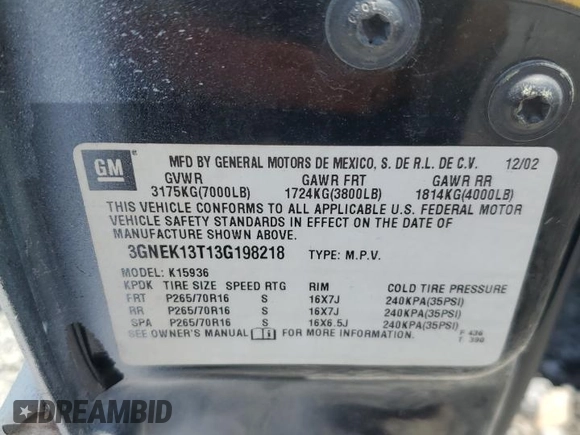 GM
MFD BY GENERAL MOTORS DE MEXICO, S. DE R.L. DE C.V. 12/02
GVWR GAWR FRT GAWR RR
3175KG(7000LB) 1724KG(3800LB) 1814KG(4000LB)
THIS VEHICLE CONFORMS TO ALL APPLICABLE U.S. FEDERAL MOTOR
VEHICLE SAFETY STANDARDS IN EFFECT ON THE DATE OF
MANUFACTURE SHOWN ABOVE.
3GNEK13T13G198218 TYPE: M.P.V.
MODEL: K15936
KPDK TIRE SIZE SPEED RTG RIM COLD TIRE PRESSURE
FRT P265/70R16 S 16X7J 240KPA(35PSI)
RR P265/70R16 S 16X7J 240KPA(35PSI)
SPA P265/70R16 S 16X6.5J 240KPA(35PSI)
SEE OWNER'S MANUAL FOR MORE INFORMATION.
DREAMBID